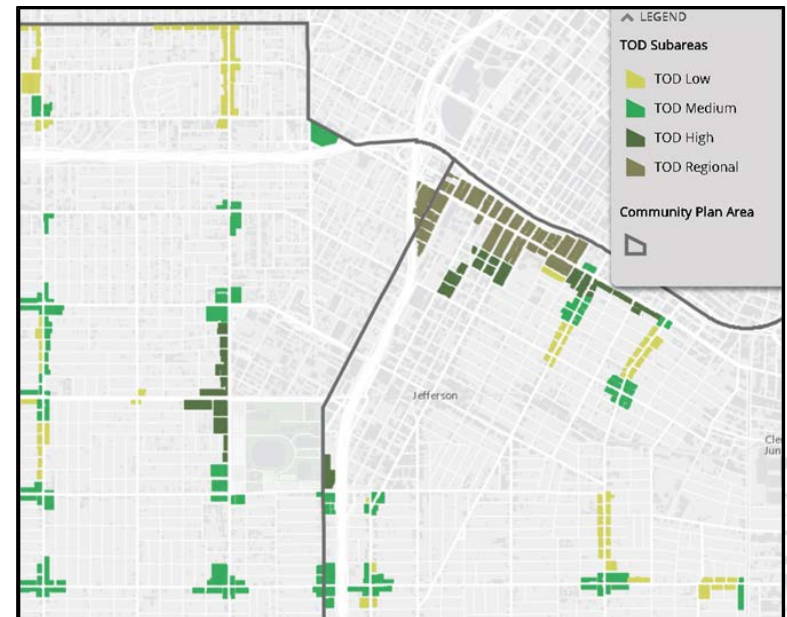 LEGEND
TOD Subareas
TOD Low
TOD Medium
TOD High
TOD Regional
Community Plan Area
Jefferson